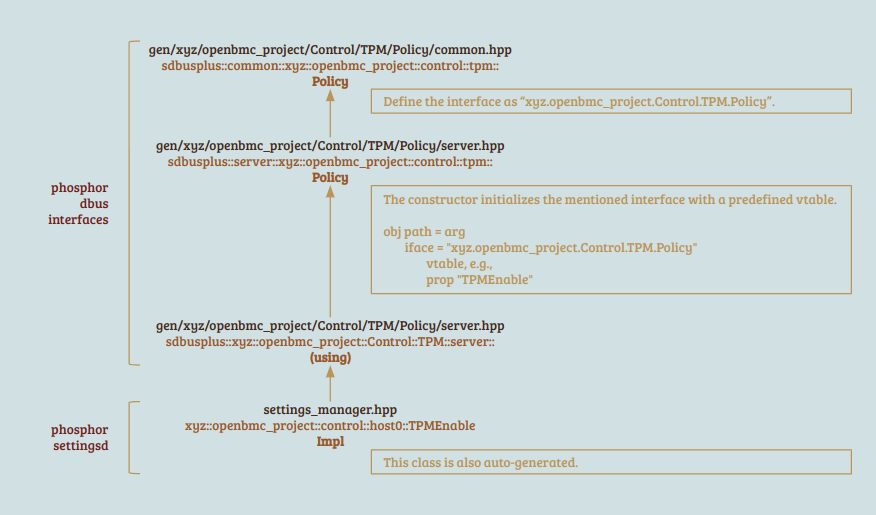 gen/xyz/openbmc_project/Control/TPM/Policy/common.hpp
sdbusplus::common::xyz::openbmc_project::control::tpm::
Policy
Define the interface as “xyz.openbmc_project.Control.TPM.Policy”.
gen/xyz/openbmc_project/Control/TPM/Policy/server.hpp
sdbusplus::server::xyz::openbmc_project::control::tpm::
Policy
phosphor
dbus
interfaces
The constructor initializes the mentioned interface with a predefined vtable.
obj path = arg
iface = "xyz.openbmc_project.Control.TPM.Policy"
vtable, e.g.,
prop "TPMEnable"
gen/xyz/openbmc_project/Control/TPM/Policy/server.hpp
sdbusplus::xyz::openbmc_project::Control::TPM::server::
(using)
settings_manager.hpp
xyz::openbmc_project::control::host0::TPMEnable
Impl
phosphor
settingsd
This class is also auto-generated.